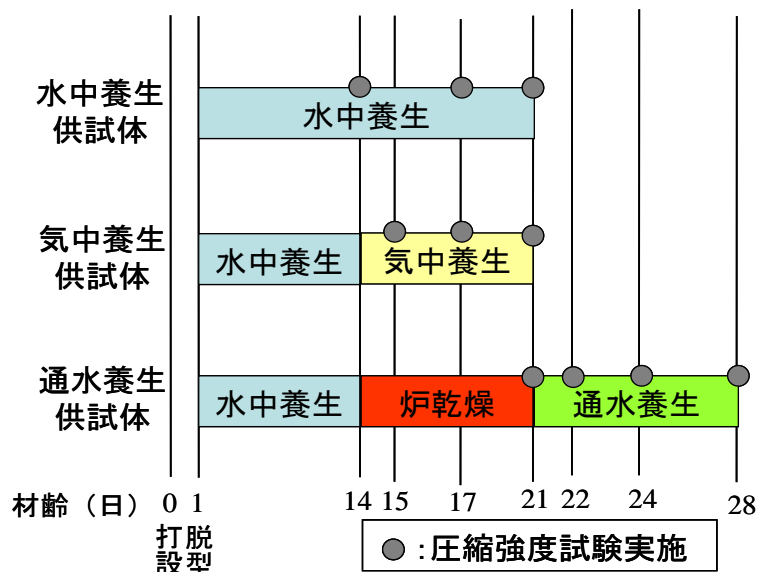 水中養生
供試体
水中養生
気中養生
供試体
水中養生
気中養生
通水養生
供試体
水中養生
炉乾燥
通水養生
材齢（日） 0 1 14 15 17 21 22 24 28
打設
脱型
：圧縮強度試験実施